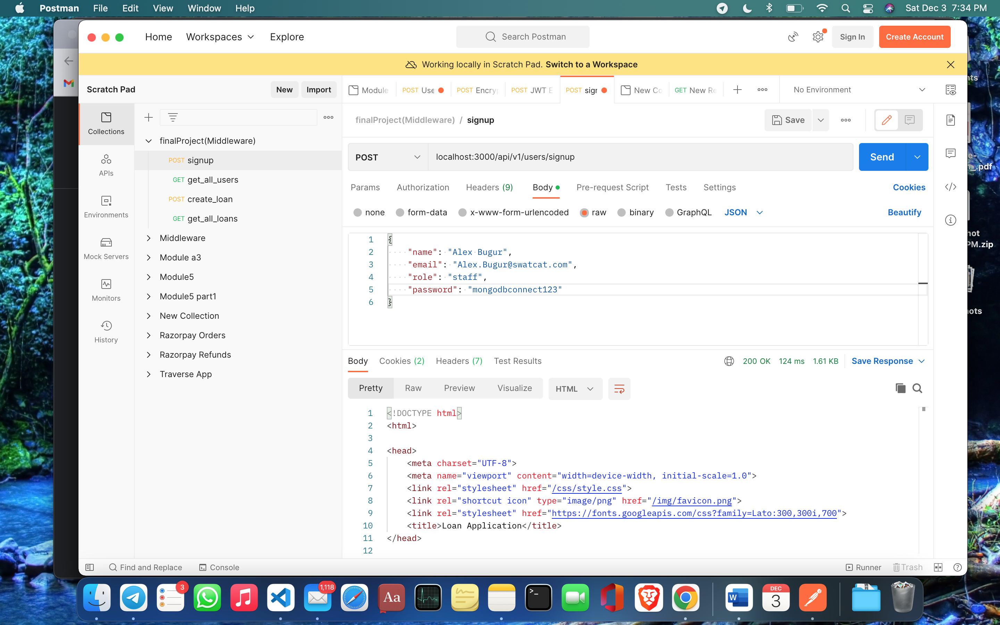 Postman File Edit View Window Help Sat Dec 3 7:34 PM
Home Workspaces Explore Search Postman Sign In Create Account
Working locally in Scratch Pad. Switch to a Workspace
Scratch Pad New Import
Module POST Use POST Encry POST JWT E POST sig New Co GET New Re No Environment
Collections
APIs
Environments
Mock Servers
Monitors
History
finalProject(Middleware)
POST signup
GET get_all_users
POST create_loan
GET get_all_loans
Middleware
Module a3
Module5
Module5 part1
New Collection
Razorpay Orders
Razorpay Refunds
Traverse App
finalProject(Middleware) / signup Save
POST localhost:3000/api/v1/users/signup Send
Params Authorization Headers (9) Body Pre-request Script Tests Settings Cookies
none form-data x-www-form-urlencoded raw binary GraphQL JSON Beautify
1 {
2 "name": "Alex Bugur",
3 "email": "Alex.Bugur@swatcat.com",
4 "role": "staff",
5 "password": "mongodbconnect123"
6 }
Body Cookies (2) Headers (7) Test Results 200 OK 124 ms 1.61 KB Save Response
Pretty Raw Preview Visualize HTML
1 <!DOCTYPE html>
2 <html>
3
4 <head>
5 <meta charset="UTF-8">
6 <meta name="viewport" content="width=device-width, initial-scale=1.0">
7 <link rel="stylesheet" href="/css/style.css">
8 <link rel="shortcut icon" type="image/png" href="/img/favicon.png">
9 <link rel="stylesheet" href="https://fonts.googleapis.com/css?family=Lato:300,300i,700">
10 <title>Loan Application</title>
11 </head>
12
Find and Replace Console Runner Trash
nts
.pdf
hot
PM.zip
ots
3
1,118
Aa
>_
W
DEC
3